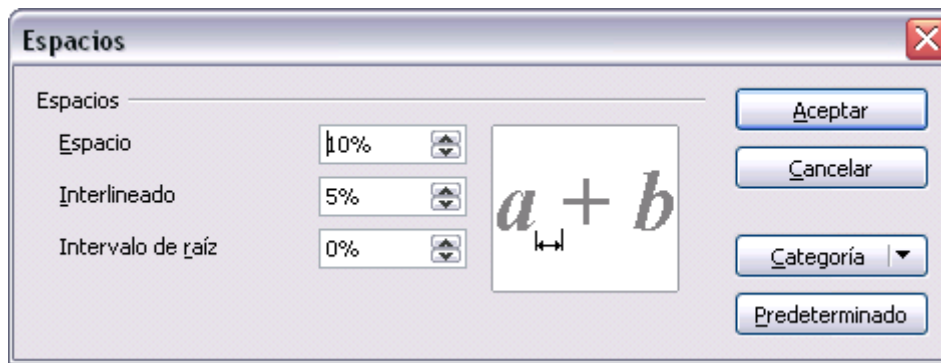 Espacios
Espacios
Espacio 10%
Interlineado 5%
Intervalo de raíz 0%
a + b
Aceptar
Cancelar
Categoría
Predeterminado